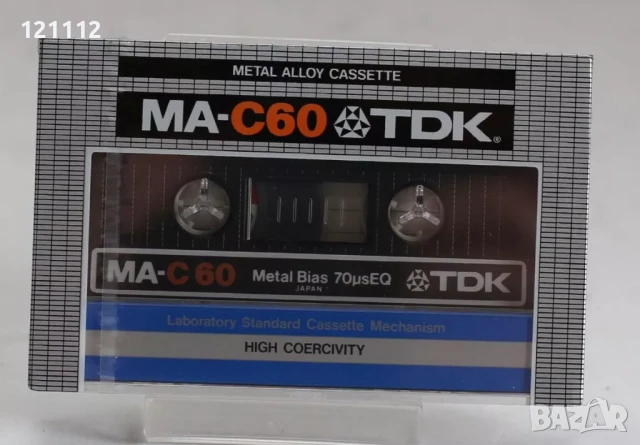 121112
METAL ALLOY CASSETTE
MA-C60 TDK®
MA-C60 Metal Bias 70µsEQ TDK
JAPAN
Laboratory Standard Cassette Mechanism
HIGH COERCIVITY
BAZAR